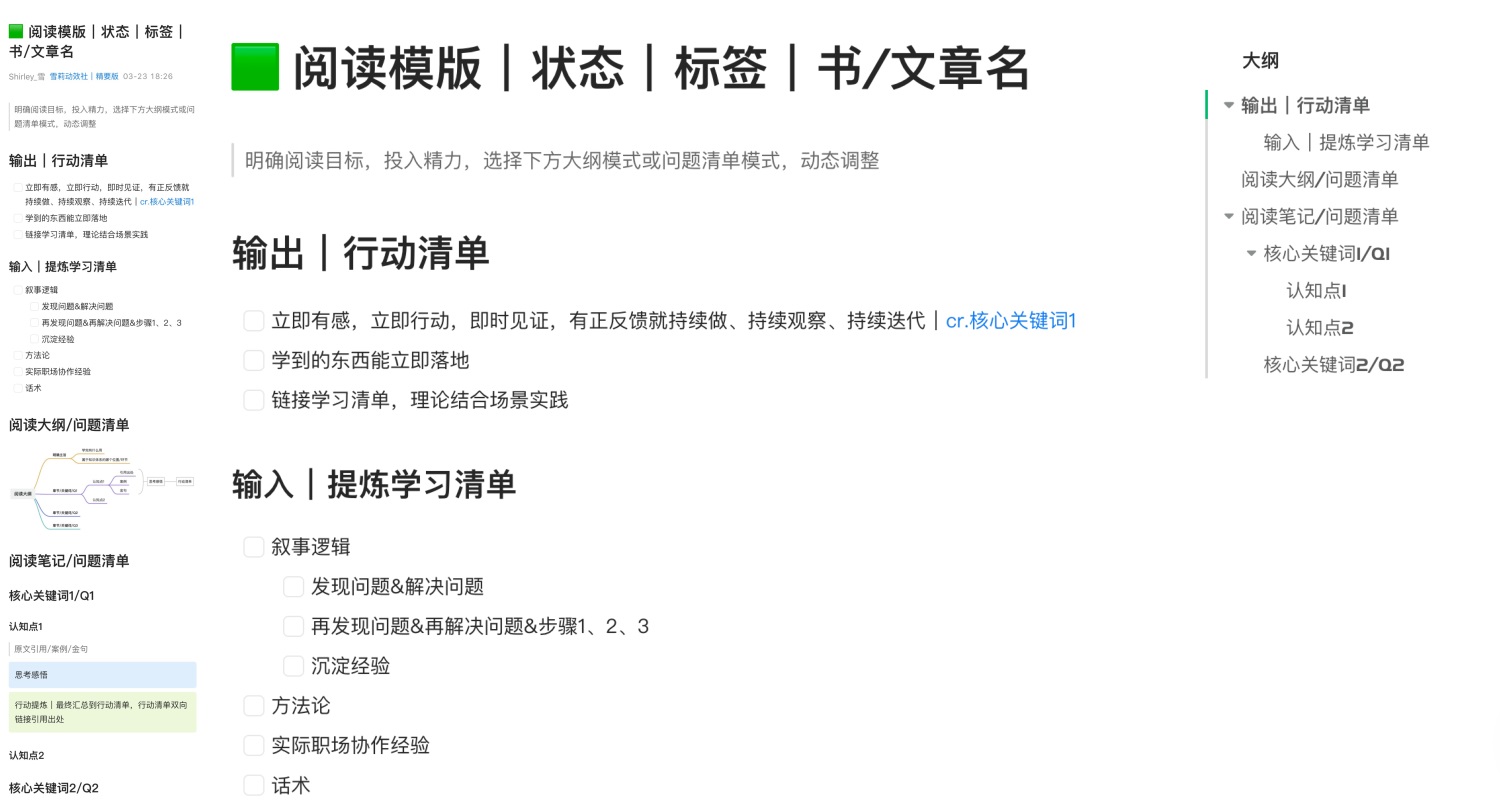 阅读模版｜状态｜标签｜
书/文章名
Shirley_雪 雪莉动效社｜精要版 03-23 18:26
明确阅读目标，投入精力，选择下方大纲模式或问
题清单模式，动态调整
输出｜行动清单
立即有感，立即行动，即时见证，有正反馈就
持续做、持续观察、持续迭代｜cr.核心关键词1
学到的东西能立即落地
链接学习清单，理论结合场景实践
输入｜提炼学习清单
叙事逻辑
发现问题&解决问题
再发现问题&再解决问题&步骤1、2、3
沉淀经验
方法论
实际职场协作经验
话术
阅读大纲/问题清单
阅读大纲
认知点1
认知点2
阅读笔记/问题清单
核心关键词1/Q1
认知点1
原文引用/案例/金句
思考感悟
行动提炼｜最终汇总到行动清单，行动清单双向
链接引用出处
认知点2
核心关键词2/Q2
阅读模版｜状态｜标签｜书/文章名
明确阅读目标，投入精力，选择下方大纲模式或问题清单模式，动态调整
输出｜行动清单
立即有感，立即行动，即时见证，有正反馈就持续做、持续观察、持续迭代｜cr.核心关键词1
学到的东西能立即落地
链接学习清单，理论结合场景实践
输入｜提炼学习清单
叙事逻辑
发现问题&解决问题
再发现问题&再解决问题&步骤1、2、3
沉淀经验
方法论
实际职场协作经验
话术
大纲
输出｜行动清单
输入｜提炼学习清单
阅读大纲/问题清单
阅读笔记/问题清单
核心关键词1/Q1
认知点1
认知点2
核心关键词2/Q2